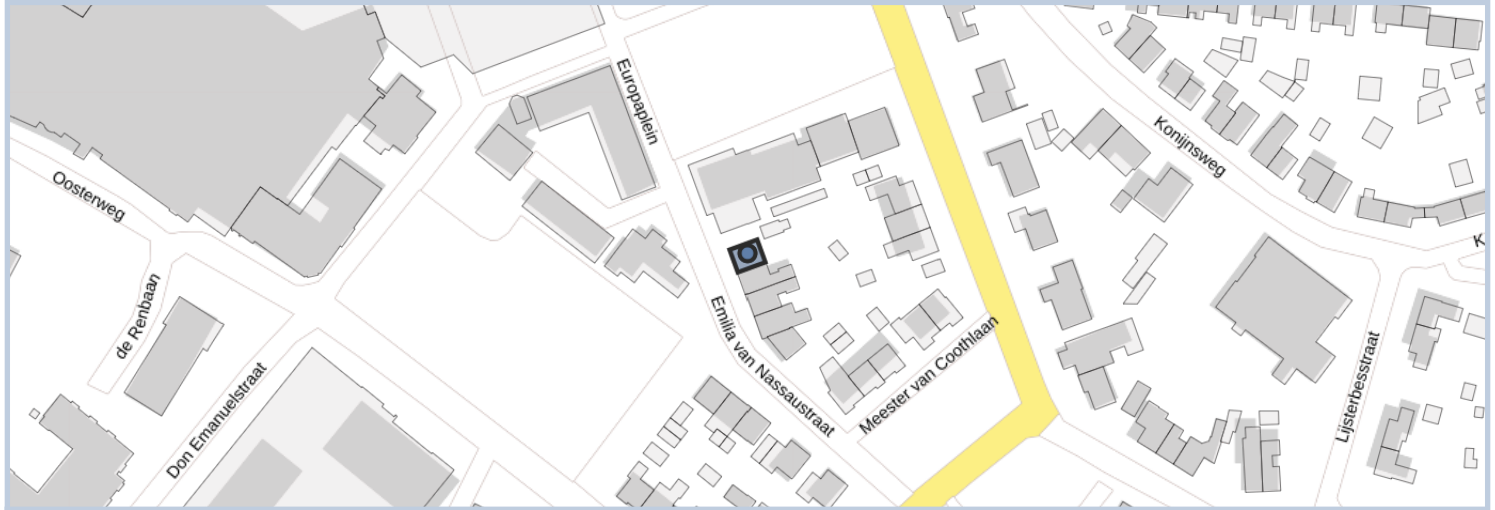 Europaplein
Konijnsweg
Oosterweg
K
de Renbaan
Emilia van Nassaustraat
Meester van Coothlaan
Lijsterbesstraat
Don Emanuelstraat